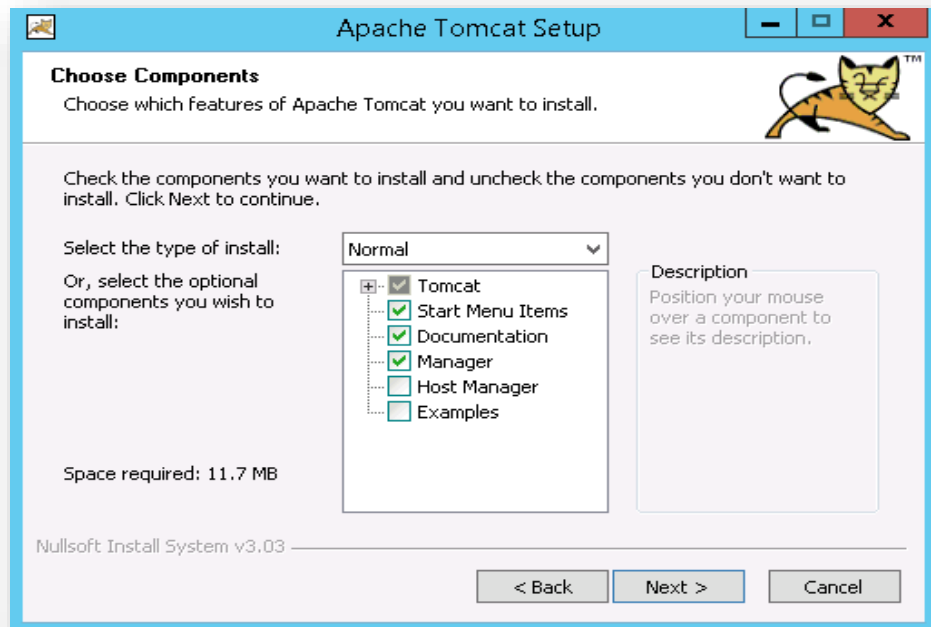 Apache Tomcat Setup
Choose Components
Choose which features of Apache Tomcat you want to install.
TM
Check the components you want to install and uncheck the components you don't want to
install. Click Next to continue.
Select the type of install:
Normal
Or, select the optional
components you wish to
install:
Tomcat
Start Menu Items
Documentation
Manager
Host Manager
Examples
Description
Position your mouse
over a component to
see its description.
Space required: 11.7 MB
Nullsoft Install System v3.03
< Back
Next >
Cancel